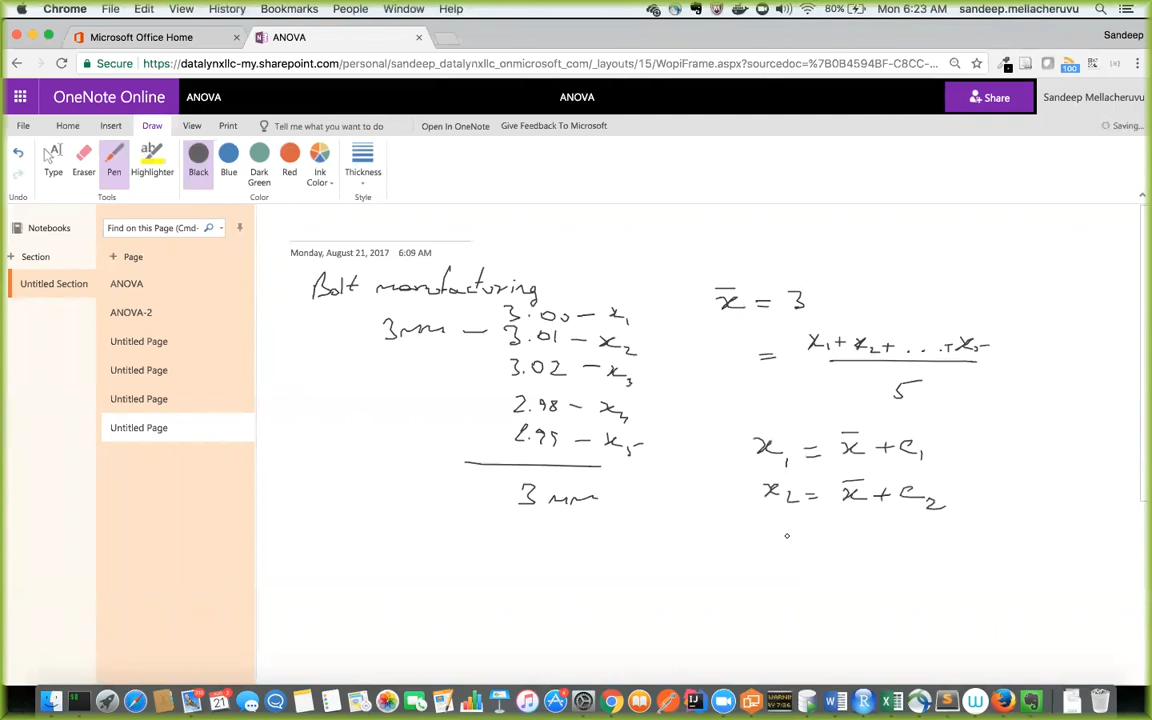 Chrome File Edit View History Bookmarks People Window Help 80% Mon 6:23 AM sandeep.mellacheruvu
Microsoft Office Home × ANOVA × Sandeep
Secure https://datalynxllc-my.sharepoint.com/personal/sandeep_datalynxllc_onmicrosoft_com/_layouts/15/WopiFrame.aspx?sourcedoc=%7B0B4594BF-C8CC-... 100
OneNote Online ANOVA ANOVA Share Sandeep Mellacheruvu
File Home Insert Draw View Print Tell me what you want to do Open In OneNote Give Feedback To Microsoft Saving...
Type Eraser Pen Highlighter Black Blue Dark Green Red Ink Color Thickness
Undo Tools Color Style
Notebooks
Find on this Page (Cmd-
+ Section
+ Page
Untitled Section
ANOVA
ANOVA-2
Untitled Page
Untitled Page
Untitled Page
Untitled Page
Monday, August 21, 2017 6:09 AM
Bolt manufacturing
3mm — 3.00 – x₁
3.01 – x₂
3.02 – x₃
2.98 – x₄
2.99 – x₅
3 mm
x̄ = 3
= x₁ + x₂ + ... + x₅
5
x₁ = x̄ + e₁
x₂ = x̄ + e₂